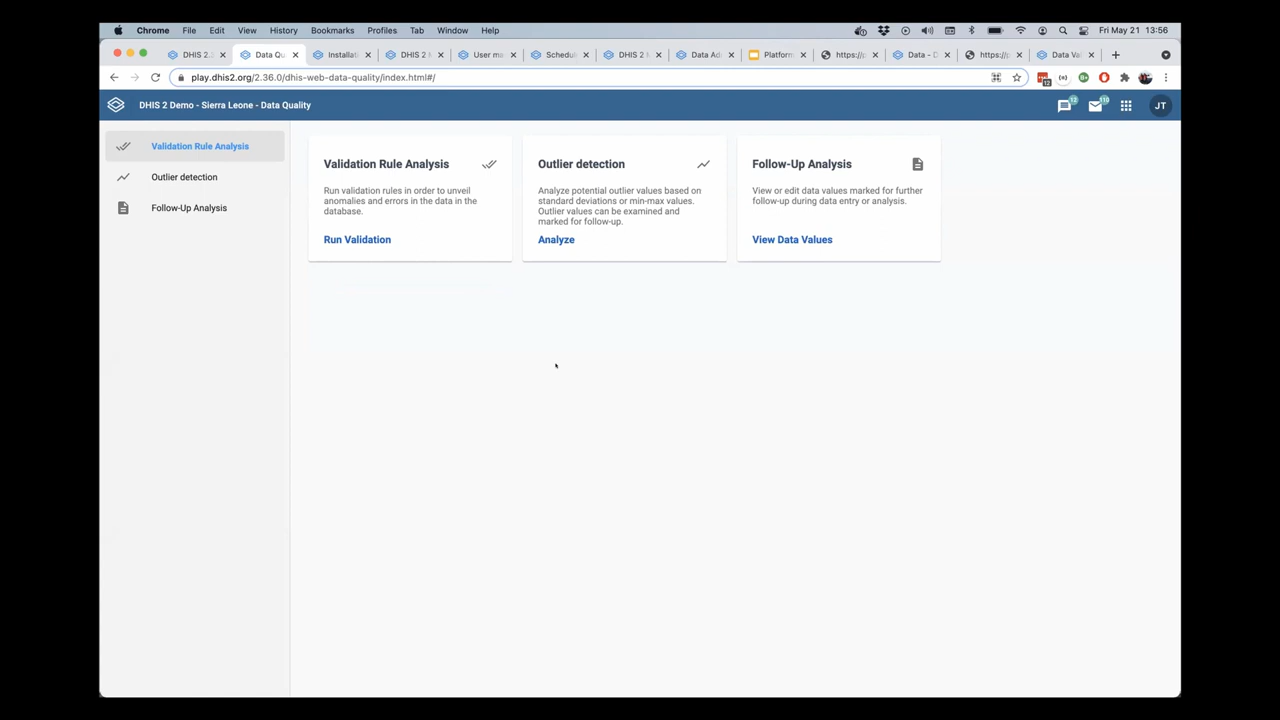 Chrome File Edit View History Bookmarks Profiles Tab Window Help Fri May 21 13:56
DHIS 2 Data Qu Installati DHIS 2 User ma Schedul DHIS 2 Data Ad Platform https:// Data - D https:// Data Va
play.dhis2.org/2.36.0/dhis-web-data-quality/index.html#/
DHIS 2 Demo - Sierra Leone - Data Quality
JT
Validation Rule Analysis
Outlier detection
Follow-Up Analysis
Validation Rule Analysis
Run validation rules in order to unveil
anomalies and errors in the data in the
database.
Run Validation
Outlier detection
Analyze potential outlier values based on
standard deviations or min-max values.
Outlier values can be examined and
marked for follow-up.
Analyze
Follow-Up Analysis
View or edit data values marked for further
follow-up during data entry or analysis.
View Data Values